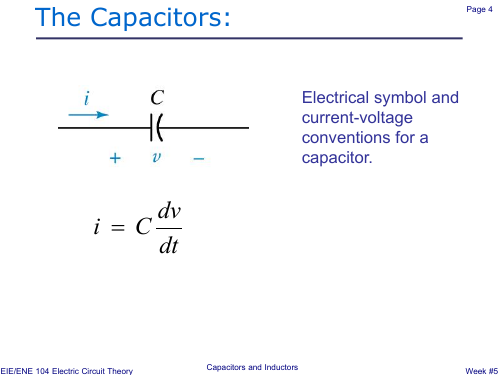 The Capacitors:
Page 4
i
C
+ v −
Electrical symbol and
current-voltage
conventions for a
capacitor.
i = C dv/dt
EIE/ENE 104 Electric Circuit Theory
Capacitors and Inductors
Week #5